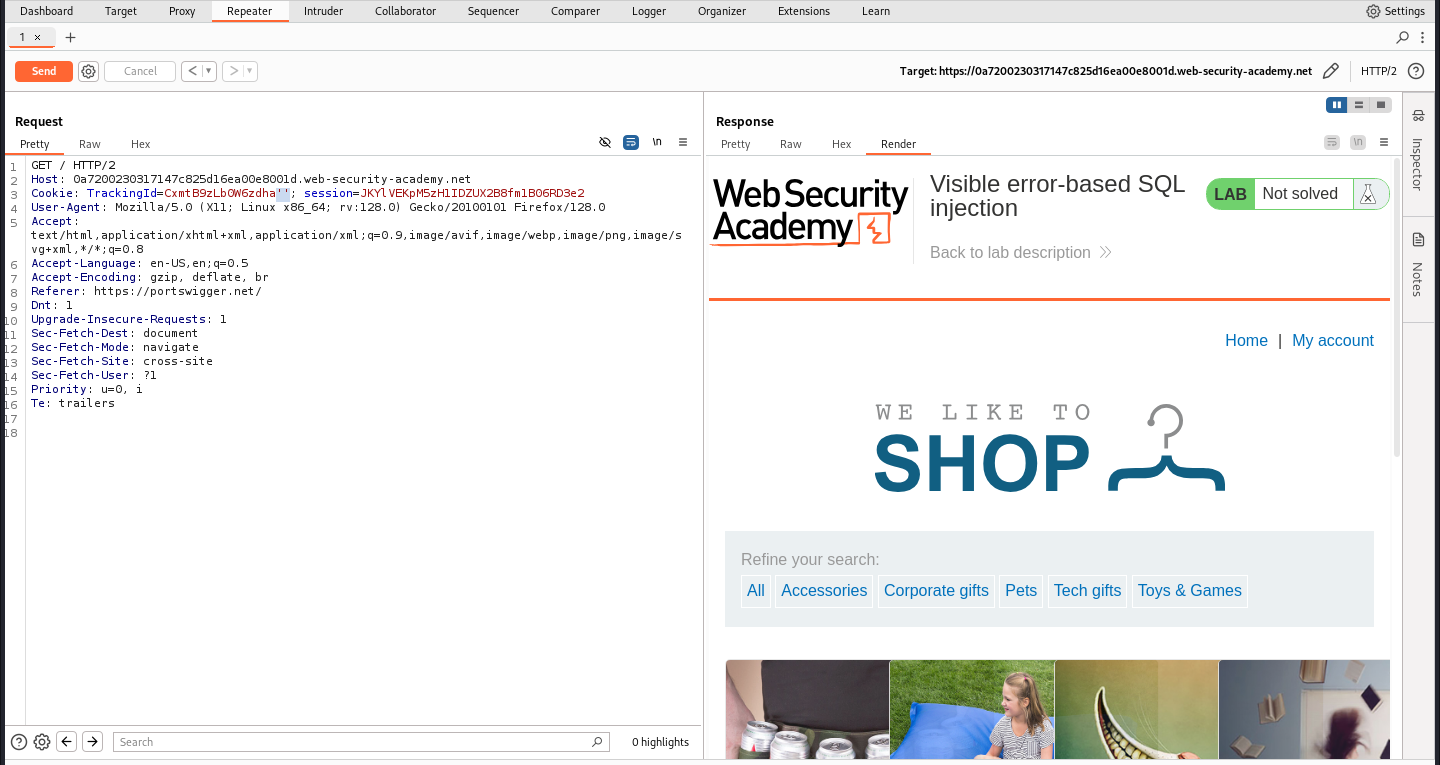 Dashboard Target Proxy Repeater Intruder Collaborator Sequencer Comparer Logger Organizer Extensions Learn Settings
1 × +
Send Cancel < >
Target: https://0a7200230317147c825d16ea00e8001d.web-security-academy.net HTTP/2
Request
Pretty Raw Hex \n
1 GET / HTTP/2
2 Host: 0a7200230317147c825d16ea00e8001d.web-security-academy.net
3 Cookie: TrackingId=CxmtB9zLbOW6zdha''; session=JKYlVEKpM5zH1IDZUX2B8fm1B06RD3e2
4 User-Agent: Mozilla/5.0 (X11; Linux x86_64; rv:128.0) Gecko/20100101 Firefox/128.0
5 Accept:
text/html,application/xhtml+xml,application/xml;q=0.9,image/avif,image/webp,image/png,image/s
vg+xml,*/*;q=0.8
6 Accept-Language: en-US,en;q=0.5
7 Accept-Encoding: gzip, deflate, br
8 Referer: https://portswigger.net/
9 Dnt: 1
10 Upgrade-Insecure-Requests: 1
11 Sec-Fetch-Dest: document
12 Sec-Fetch-Mode: navigate
13 Sec-Fetch-Site: cross-site
14 Sec-Fetch-User: ?1
15 Priority: u=0, i
16 Te: trailers
17
18
Search
0 highlights
Response
Pretty Raw Hex Render \n
Web Security
Academy
Visible error-based SQL
injection
Back to lab description
LAB Not solved
Home | My account
WE LIKE TO
SHOP
Refine your search:
All Accessories Corporate gifts Pets Tech gifts Toys & Games
Inspector
Notes